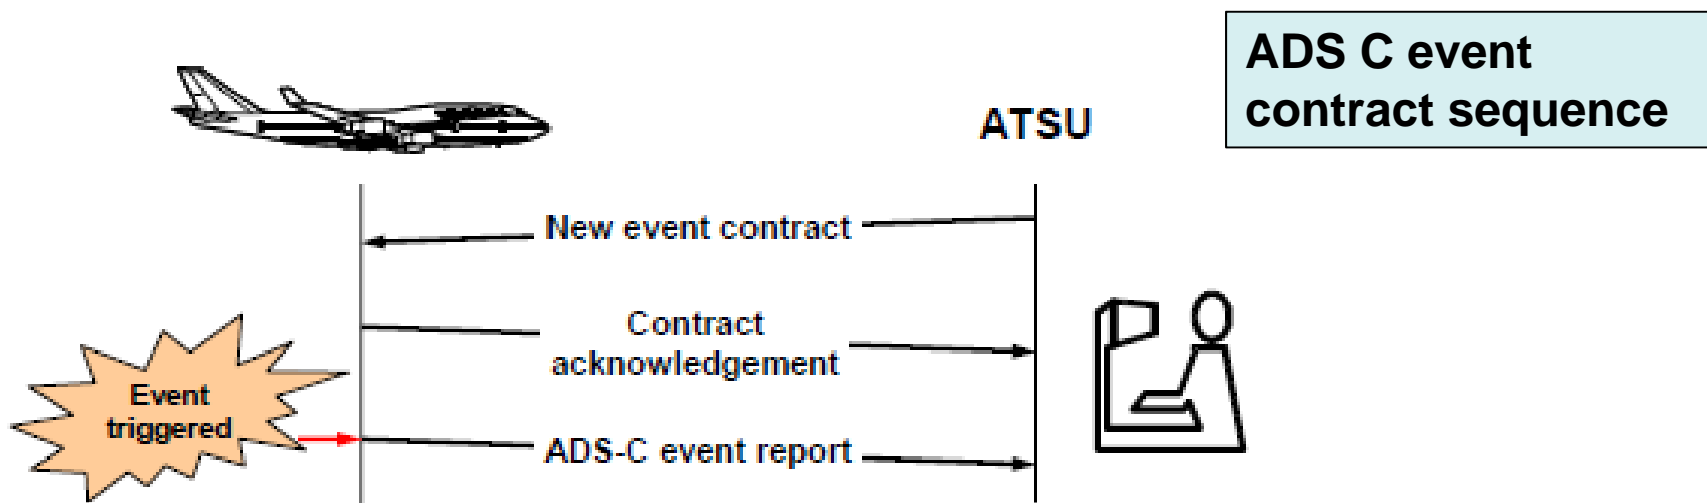 ADS C event
contract sequence
ATSU
New event contract
Contract
acknowledgement
Event
triggered
ADS-C event report